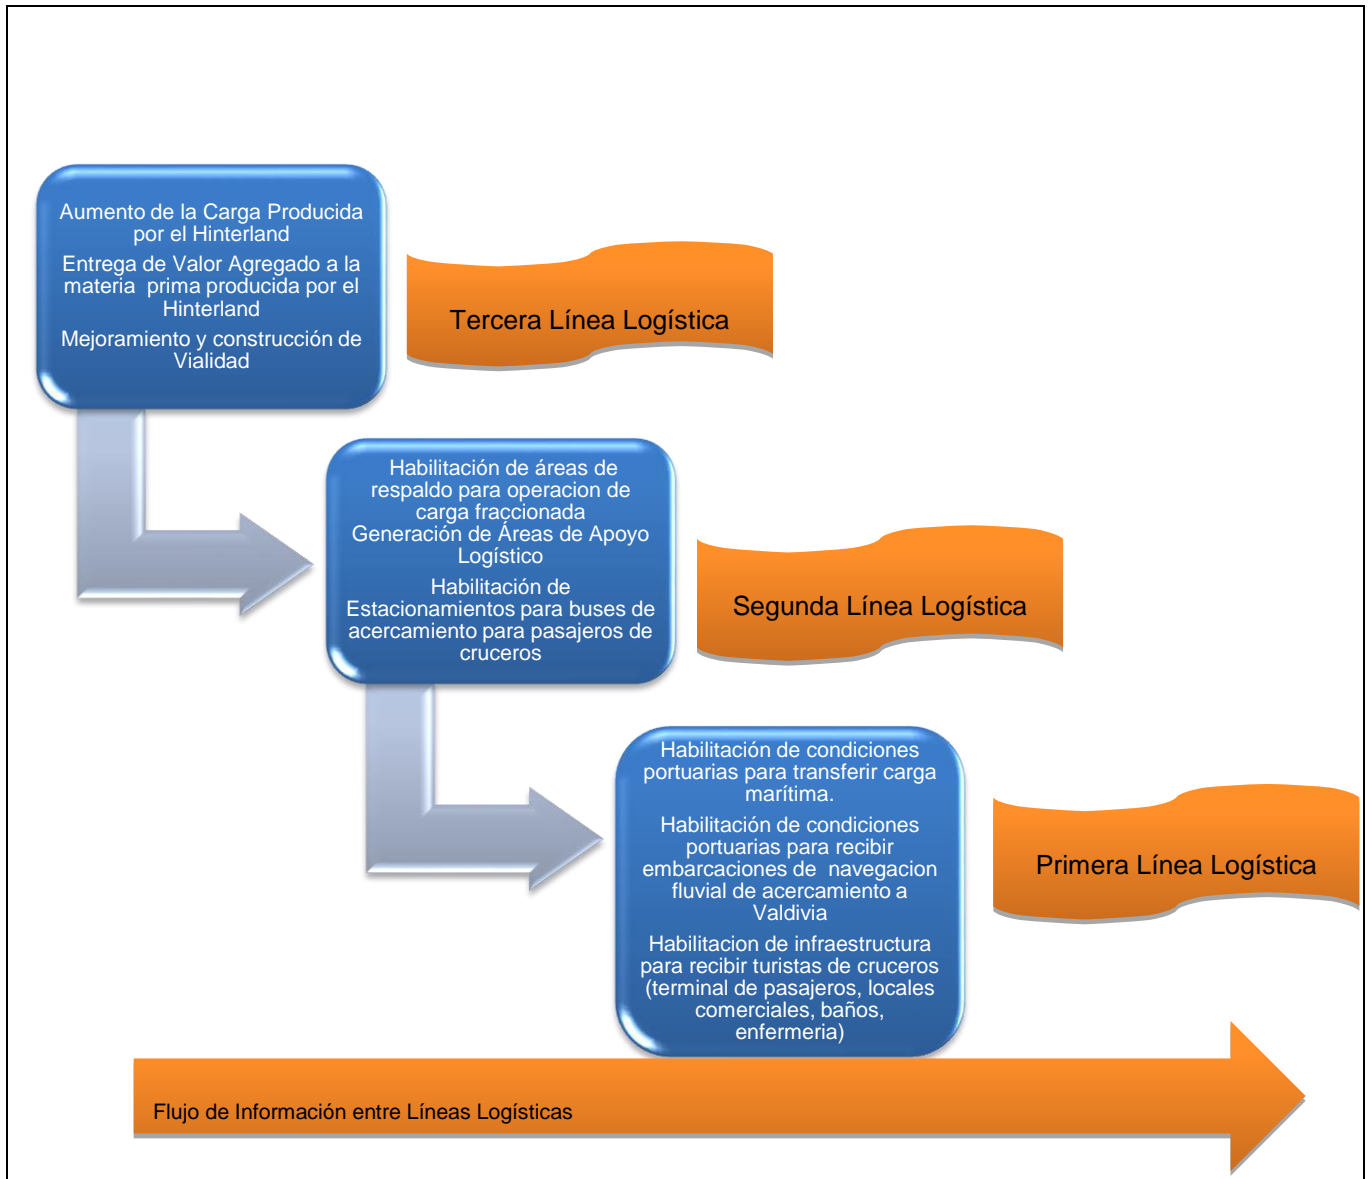 Aumento de la Carga Producida
por el Hinterland
Entrega de Valor Agregado a la
materia prima producida por el
Hinterland
Mejoramiento y construcción de
Vialidad
Tercera Línea Logística
Habilitación de áreas de
respaldo para operacion de
carga fraccionada
Generación de Áreas de Apoyo
Logístico
Habilitación de
Estacionamientos para buses de
acercamiento para pasajeros de
cruceros
Segunda Línea Logística
Habilitación de condiciones
portuarias para transferir carga
marítima.
Habilitación de condiciones
portuarias para recibir
embarcaciones de navegacion
fluvial de acercamiento a
Valdivia
Habilitacion de infraestructura
para recibir turistas de cruceros
(terminal de pasajeros, locales
comerciales, baños,
enfermeria)
Primera Línea Logística
Flujo de Información entre Líneas Logísticas